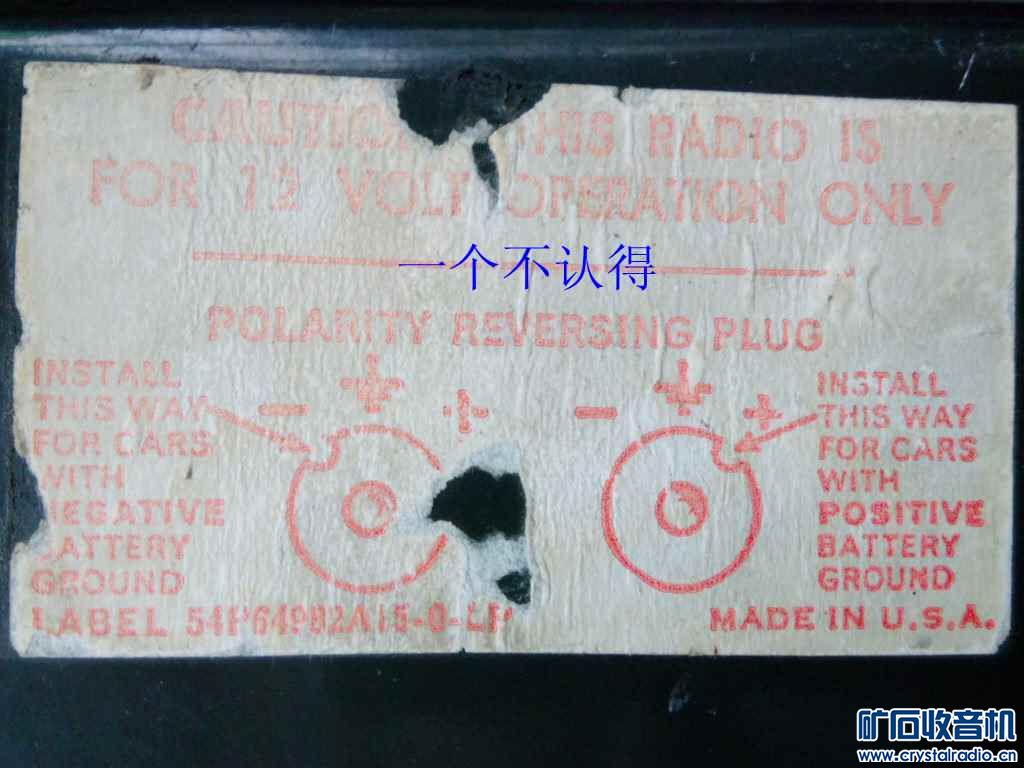 CAUTION THIS RADIO IS
FOR 12 VOLT OPERATION ONLY
一个不认得
POLARITY REVERSING PLUG
INSTALL
THIS WAY
FOR CARS
WITH
NEGATIVE
BATTERY
GROUND
- +
- +
INSTALL
THIS WAY
FOR CARS
WITH
POSITIVE
BATTERY
GROUND
LABEL
MADE IN U.S.A.
矿石收音机
www.crystalradio.cn